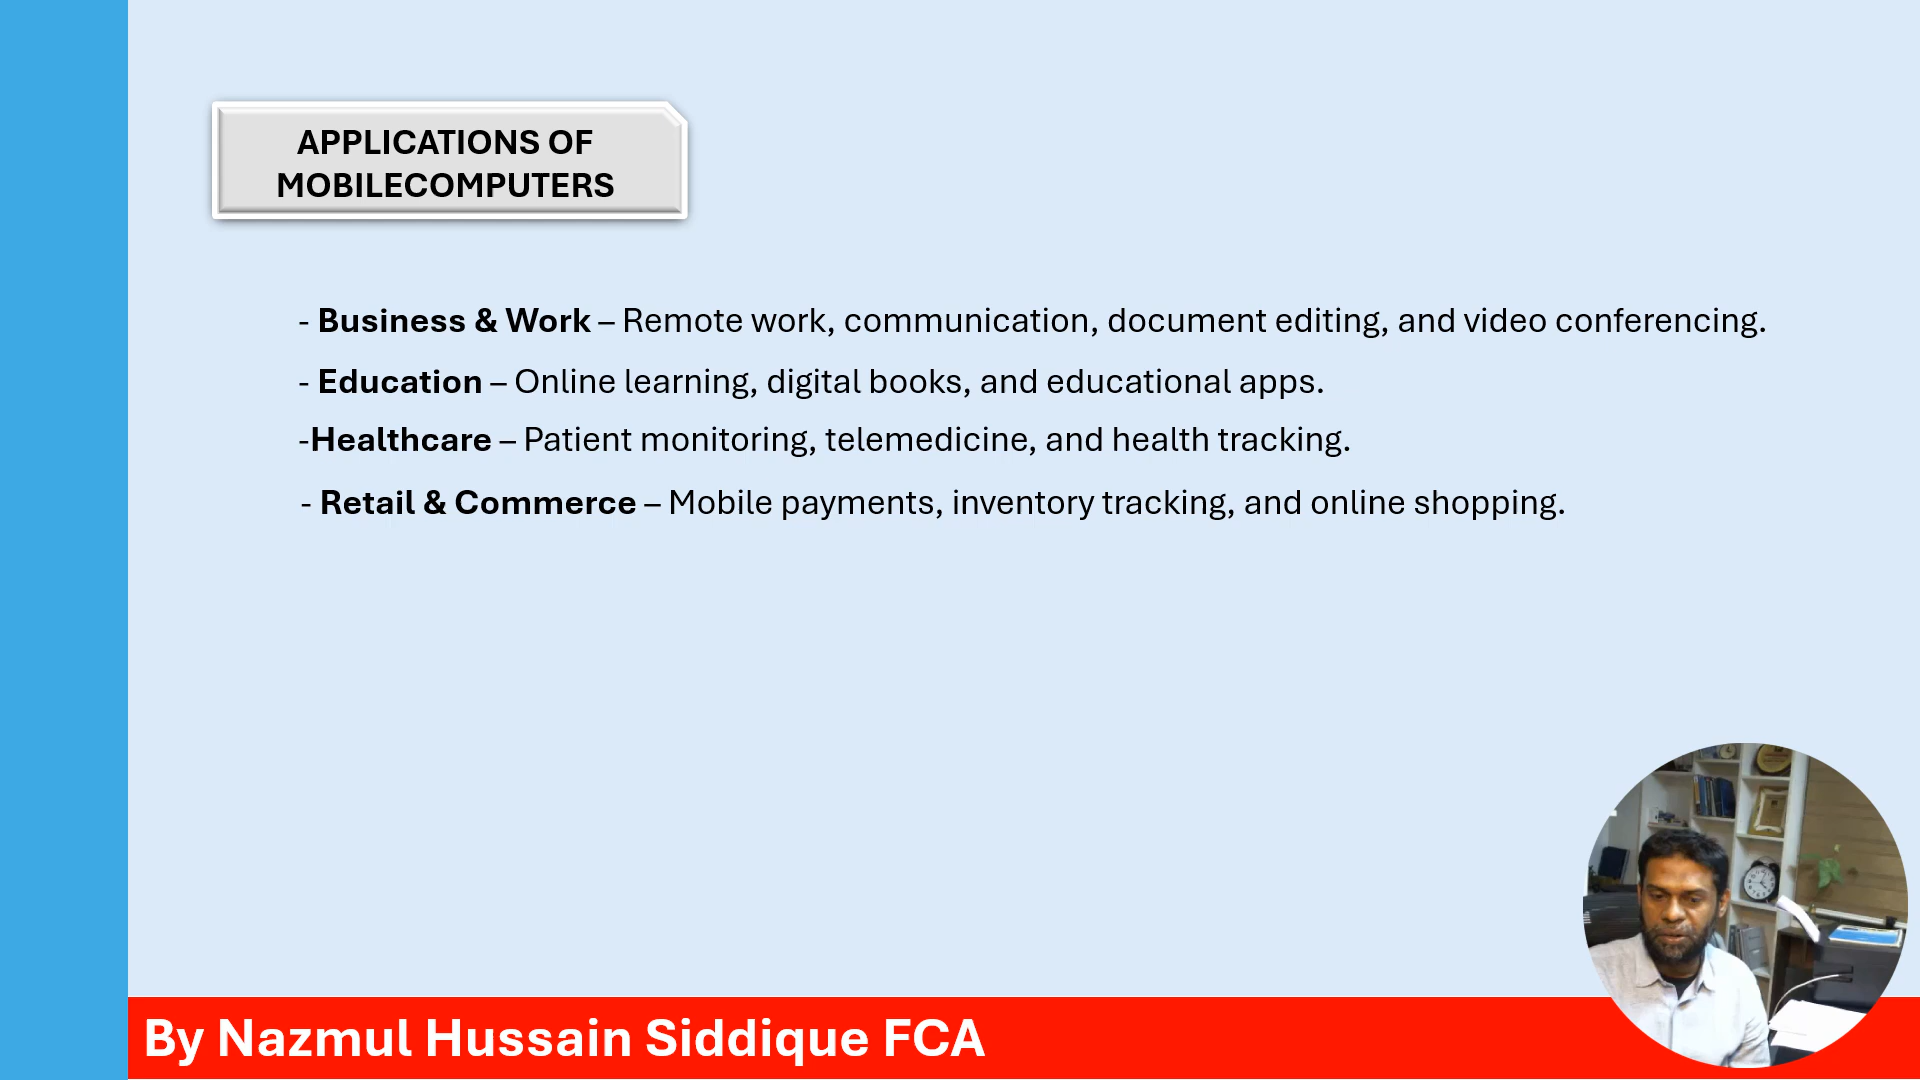 APPLICATIONS OF
MOBILECOMPUTERS
- Business & Work – Remote work, communication, document editing, and video conferencing.
- Education – Online learning, digital books, and educational apps.
-Healthcare – Patient monitoring, telemedicine, and health tracking.
- Retail & Commerce – Mobile payments, inventory tracking, and online shopping.
By Nazmul Hussain Siddique FCA